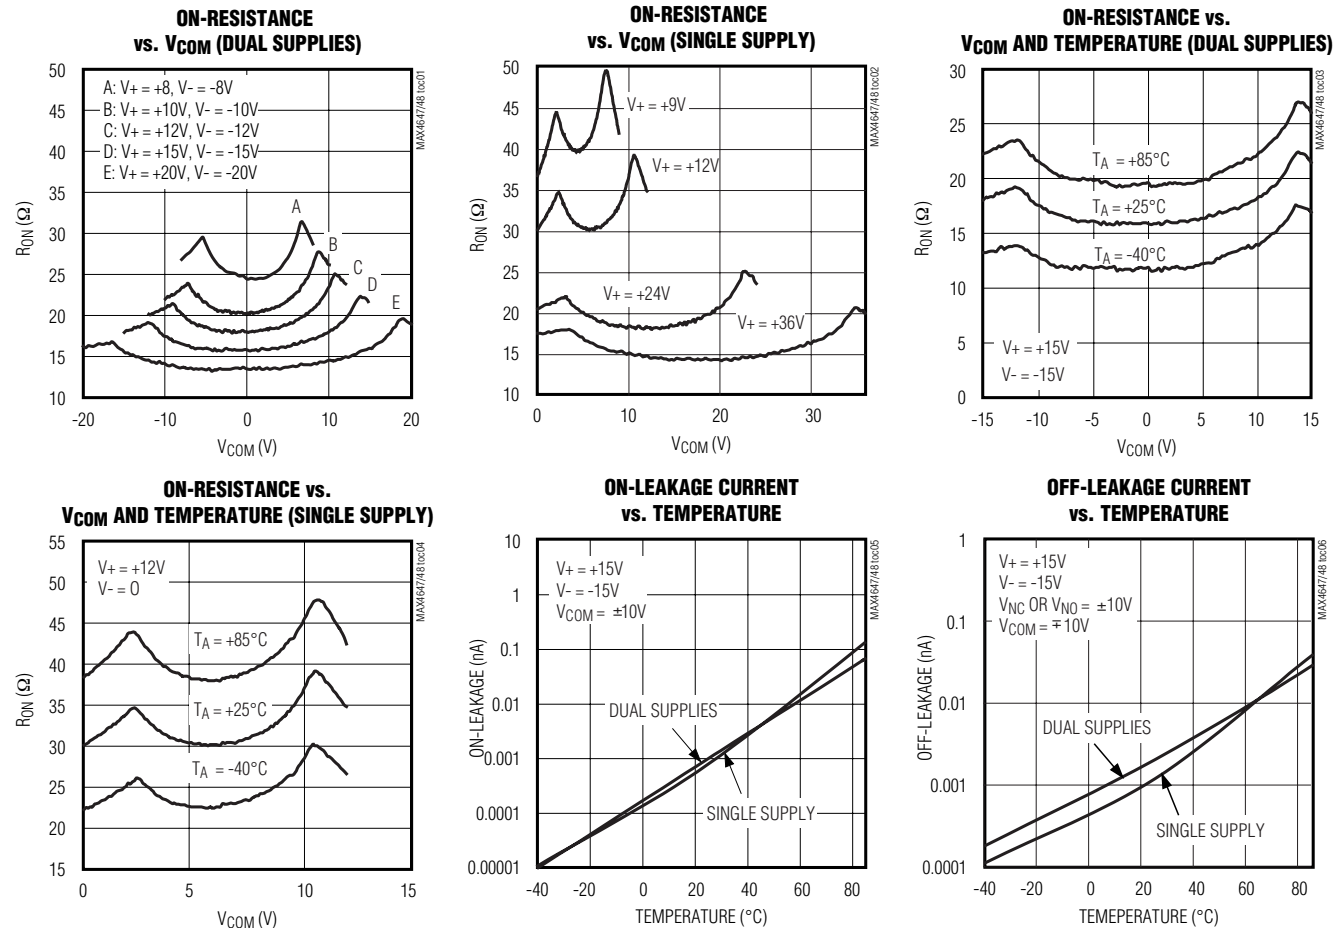 ON-RESISTANCE
vs. VCOM (DUAL SUPPLIES)
50
45
40
35
30
25
20
15
10
RON (Ω)
A: V+ = +8, V- = -8V
B: V+ = +10V, V- = -10V
C: V+ = +12V, V- = -12V
D: V+ = +15V, V- = -15V
E: V+ = +20V, V- = -20V
A
B
C
D
E
-20 -10 0 10 20
VCOM (V)
MAX4647/48 toc01
ON-RESISTANCE
vs. VCOM (SINGLE SUPPLY)
50
45
40
35
30
25
20
15
10
RON (Ω)
V+ = +9V
V+ = +12V
V+ = +24V
V+ = +36V
0 10 20 30
VCOM (V)
MAX4647/48 toc02
ON-RESISTANCE vs.
VCOM AND TEMPERATURE (DUAL SUPPLIES)
30
25
20
15
10
5
0
RON (Ω)
TA = +85°C
TA = +25°C
TA = -40°C
V+ = +15V
V- = -15V
-15 -10 -5 0 5 10 15
VCOM (V)
MAX4647/48 toc03
ON-RESISTANCE vs.
VCOM AND TEMPERATURE (SINGLE SUPPLY)
55
50
45
40
35
30
25
20
15
RON (Ω)
V+ = +12V
V- = 0
TA = +85°C
TA = +25°C
TA = -40°C
0 5 10 15
VCOM (V)
MAX4647/48 toc04
ON-LEAKAGE CURRENT
vs. TEMPERATURE
10
1
0.1
0.01
0.001
0.0001
0.00001
ON-LEAKAGE (nA)
V+ = +15V
V- = -15V
VCOM = ±10V
DUAL SUPPLIES
SINGLE SUPPLY
-40 -20 0 20 40 60 80
TEMPERATURE (°C)
MAX4647/48 toc05
OFF-LEAKAGE CURRENT
vs. TEMPERATURE
1
0.1
0.01
0.001
0.0001
OFF-LEAKAGE (nA)
V+ = +15V
V- = -15V
VNC OR VNO = ±10V
VCOM = ∓10V
DUAL SUPPLIES
SINGLE SUPPLY
-40 -20 0 20 40 60 80
TEMEPERATURE (°C)
MAX4647/48 toc06